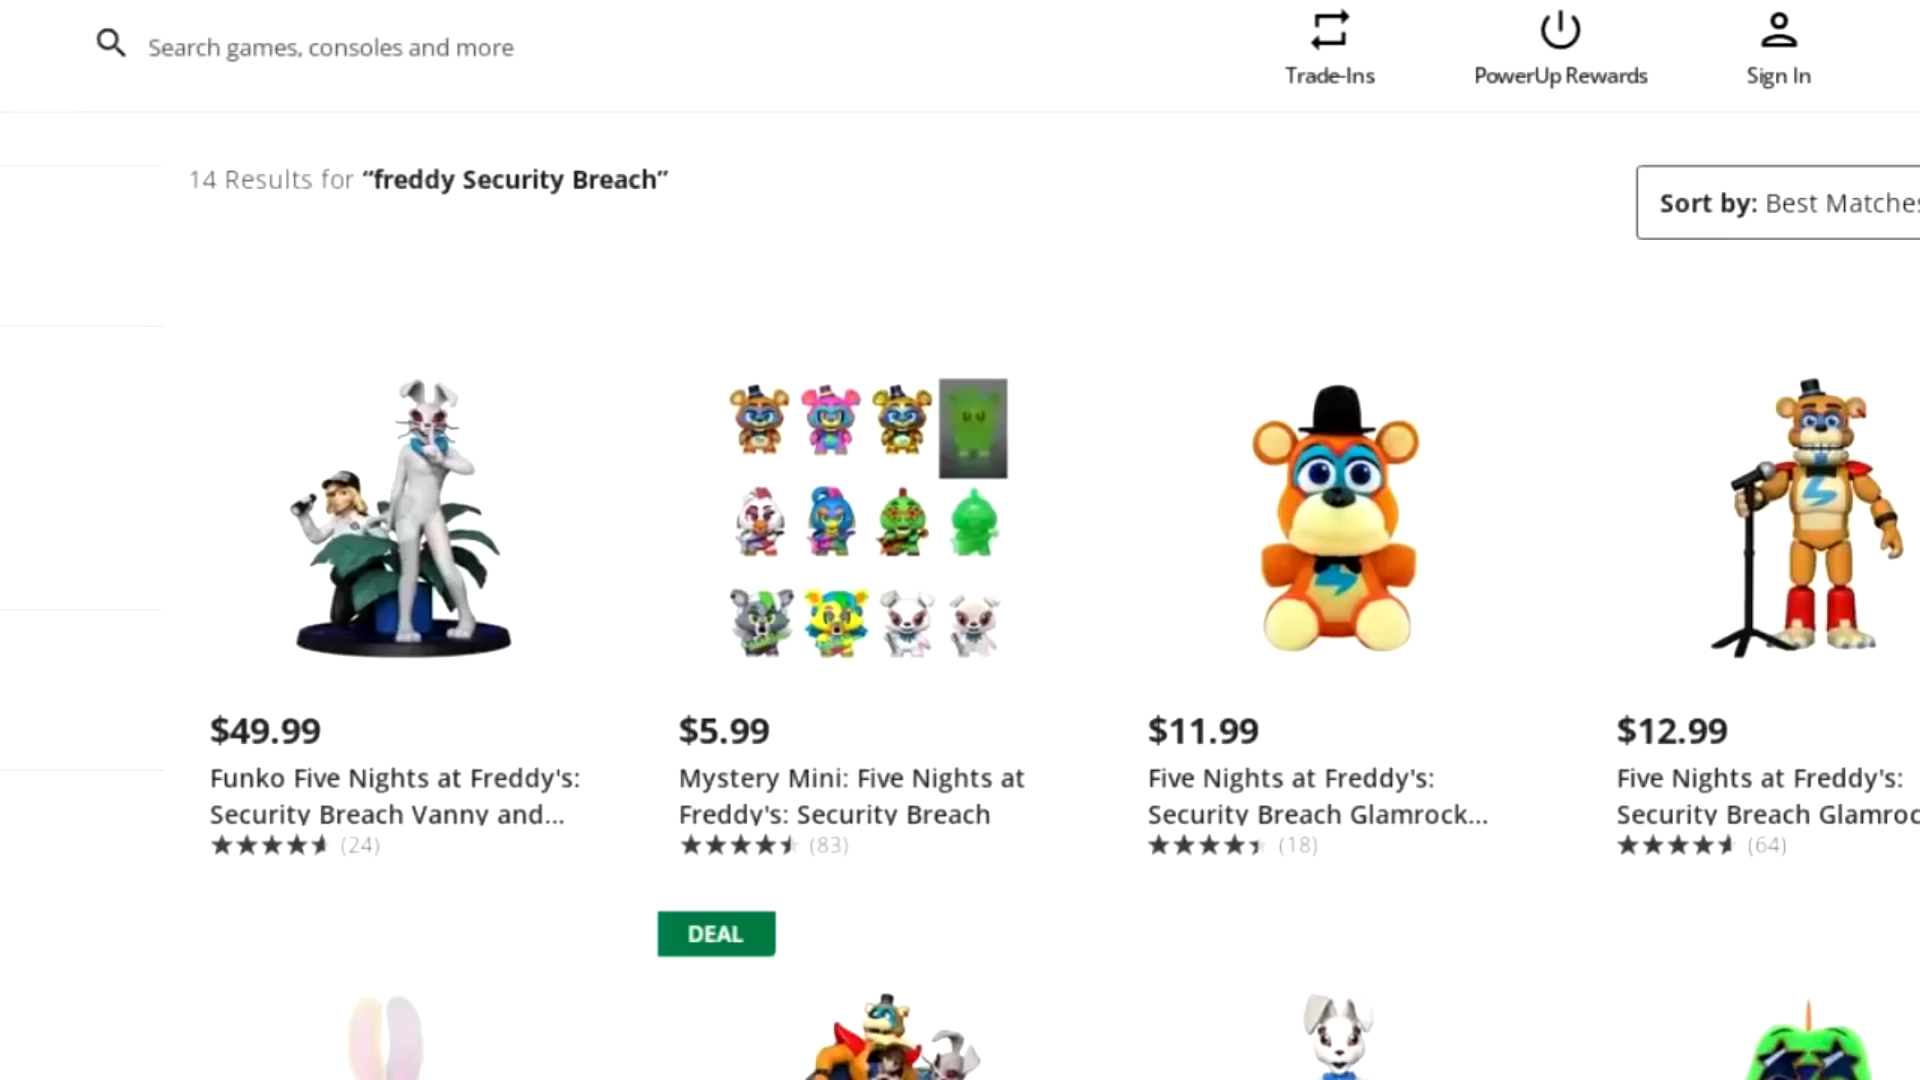 Search games, consoles and more
Trade-Ins
PowerUp Rewards
Sign In
14 Results for “freddy Security Breach”
Sort by: Best Matches
$49.99
Funko Five Nights at Freddy's:
Security Breach Vanny and...
(24)
$5.99
Mystery Mini: Five Nights at
Freddy's: Security Breach
(83)
$11.99
Five Nights at Freddy's:
Security Breach Glamrock...
(18)
$12.99
Five Nights at Freddy's:
Security Breach Glamroc
(64)
DEAL